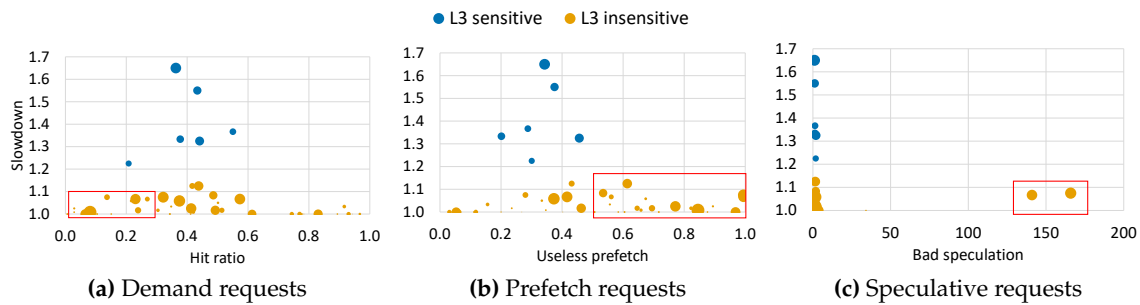 L3 sensitive L3 insensitive
Slowdown
1.7
1.6
1.5
1.4
1.3
1.2
1.1
1.0
0.0 0.2 0.4 0.6 0.8 1.0
Hit ratio
(a) Demand requests
1.7
1.6
1.5
1.4
1.3
1.2
1.1
1.0
0.0 0.2 0.4 0.6 0.8 1.0
Useless prefetch
(b) Prefetch requests
1.7
1.6
1.5
1.4
1.3
1.2
1.1
1.0
0 50 100 150 200
Bad speculation
(c) Speculative requests